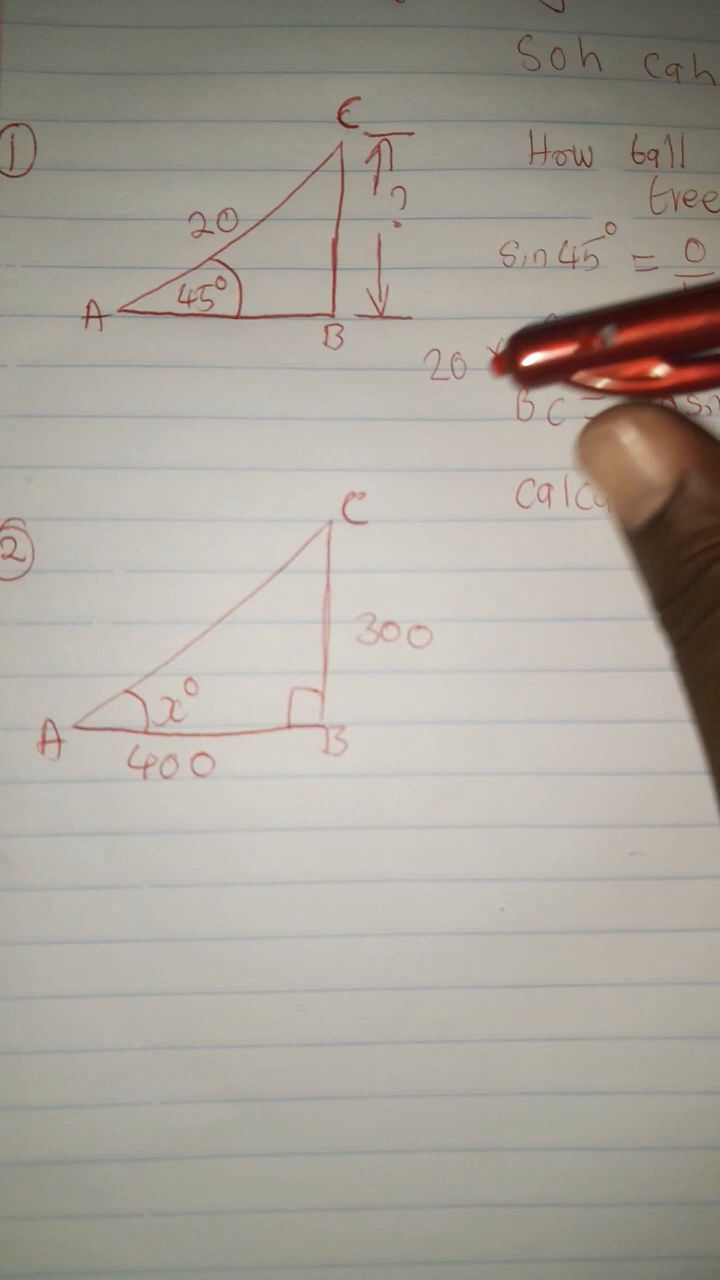 Soh cah
1
C
How tall
tree
?
20
sin 45° = O
45°
A
B
20
BC =
Calc
2
C
300
x°
A
B
400